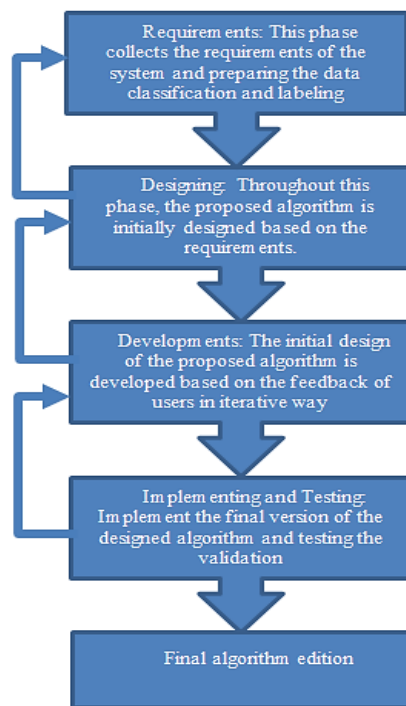 Requirements: This phase
collects the requirements of the
system and preparing the data
classification and labeling
Designing: Throughout this
phase, the proposed algorithm is
initially designed based on the
requirements.
Developments: The initial design
of the proposed algorithm is
developed based on the feedback of
users in iterative way
Implementing and Testing:
Implement the final version of the
designed algorithm and testing the
validation
Final algorithm edition